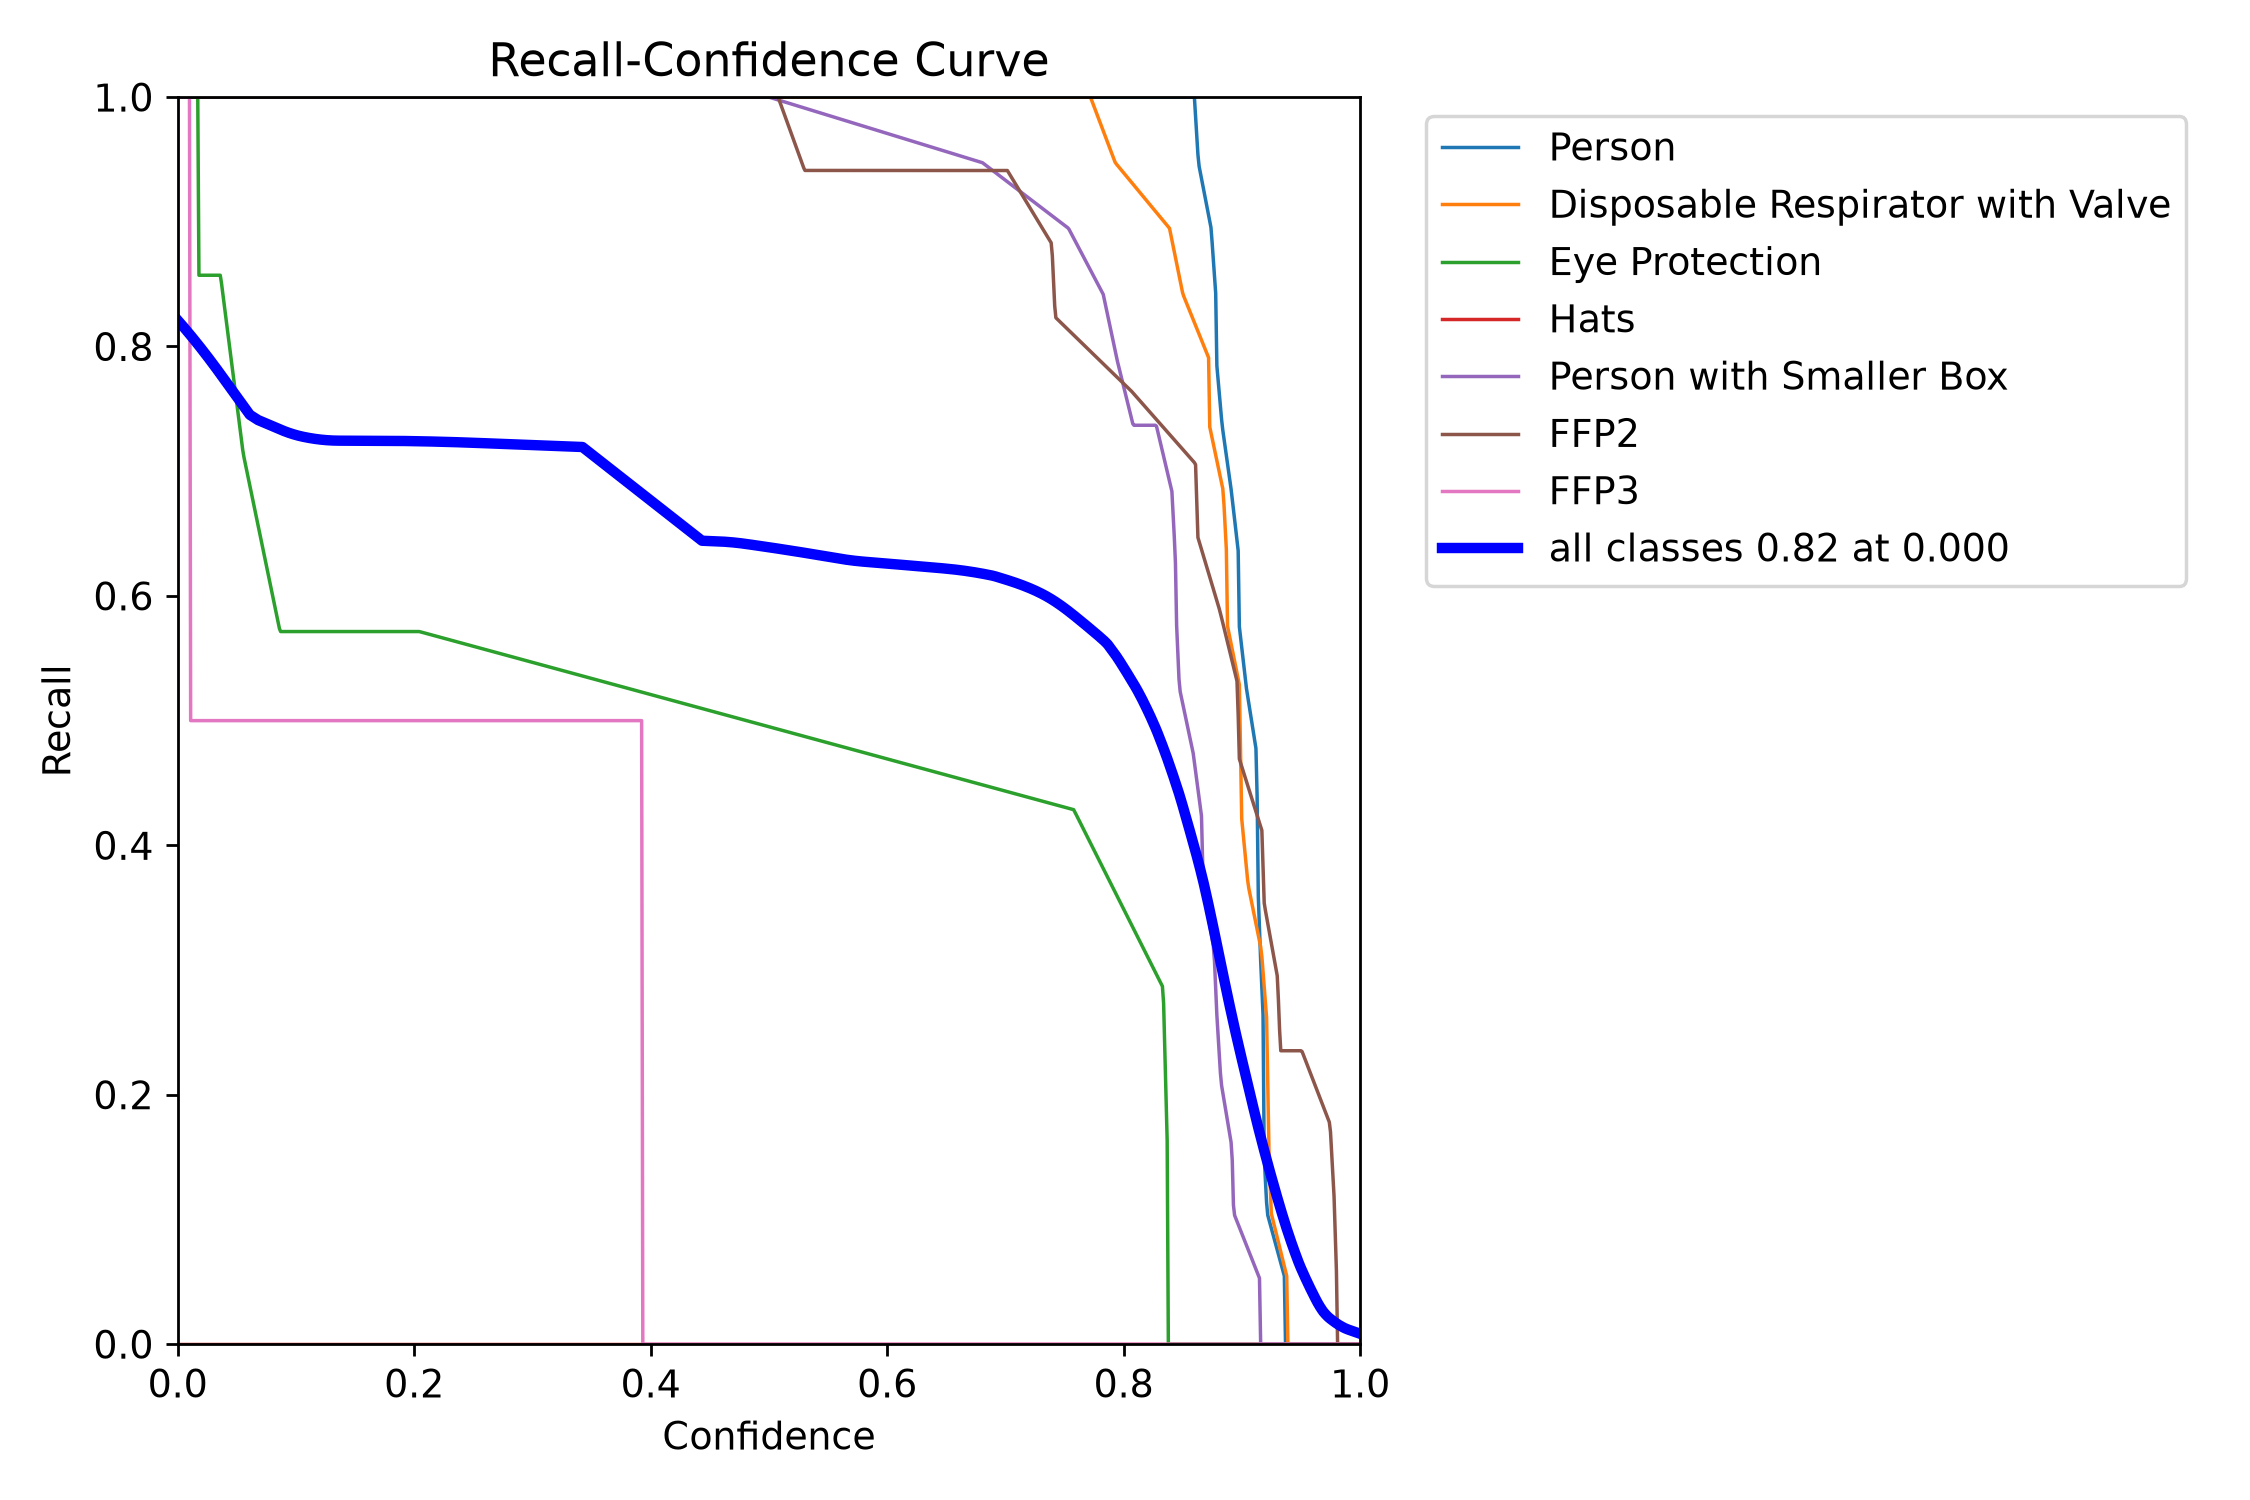 Recall-Confidence Curve
1.0
0.8
0.6
0.4
0.2
0.0
Recall
0.0 0.2 0.4 0.6 0.8 1.0
Confidence
Person
Disposable Respirator with Valve
Eye Protection
Hats
Person with Smaller Box
FFP2
FFP3
all classes 0.82 at 0.000